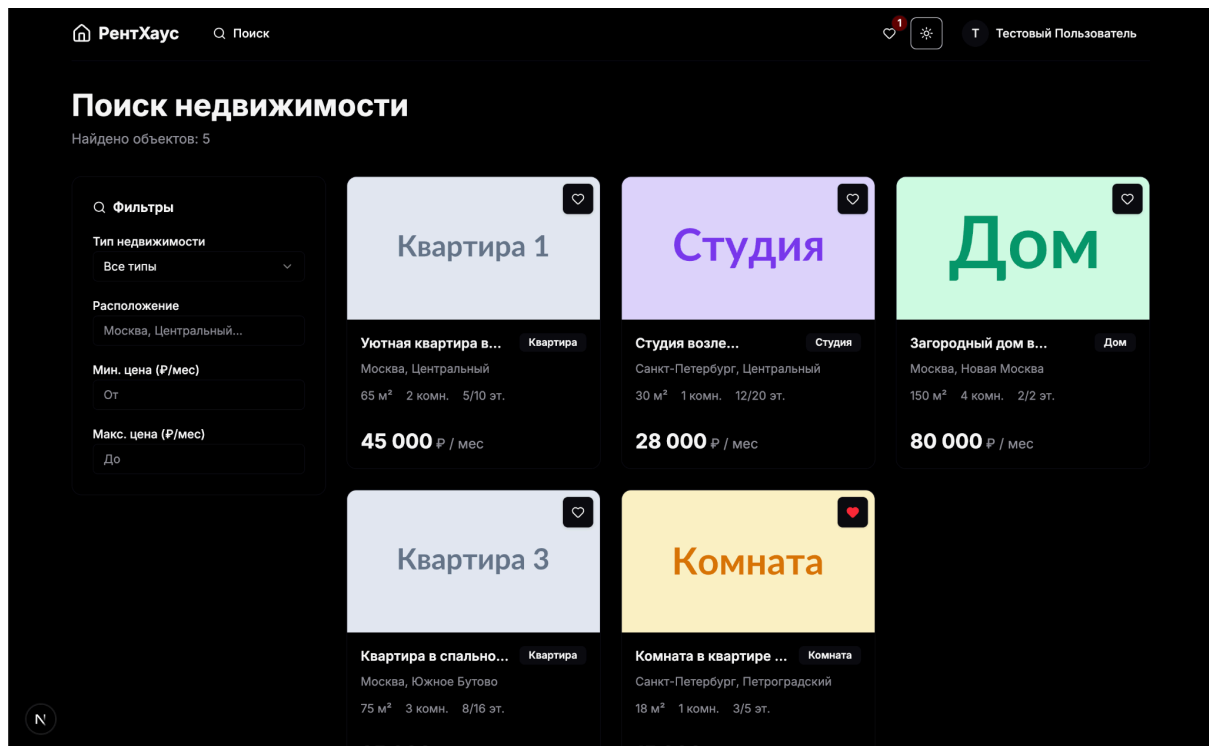 РентХаус
Поиск
1
Т Тестовый Пользователь
Поиск недвижимости
Найдено объектов: 5
Фильтры
Тип недвижимости
Все типы
Расположение
Москва, Центральный...
Мин. цена (₽/мес)
От
Макс. цена (₽/мес)
До
Квартира 1
Уютная квартира в... Квартира
Москва, Центральный
65 м² 2 комн. 5/10 эт.
45 000 ₽ / мес
Студия
Студия возле... Студия
Санкт-Петербург, Центральный
30 м² 1 комн. 12/20 эт.
28 000 ₽ / мес
Дом
Загородный дом в... Дом
Москва, Новая Москва
150 м² 4 комн. 2/2 эт.
80 000 ₽ / мес
Квартира 3
Квартира в спально... Квартира
Москва, Южное Бутово
75 м² 3 комн. 8/16 эт.
Комната
Комната в квартире ... Комната
Санкт-Петербург, Петроградский
18 м² 1 комн. 3/5 эт.
N